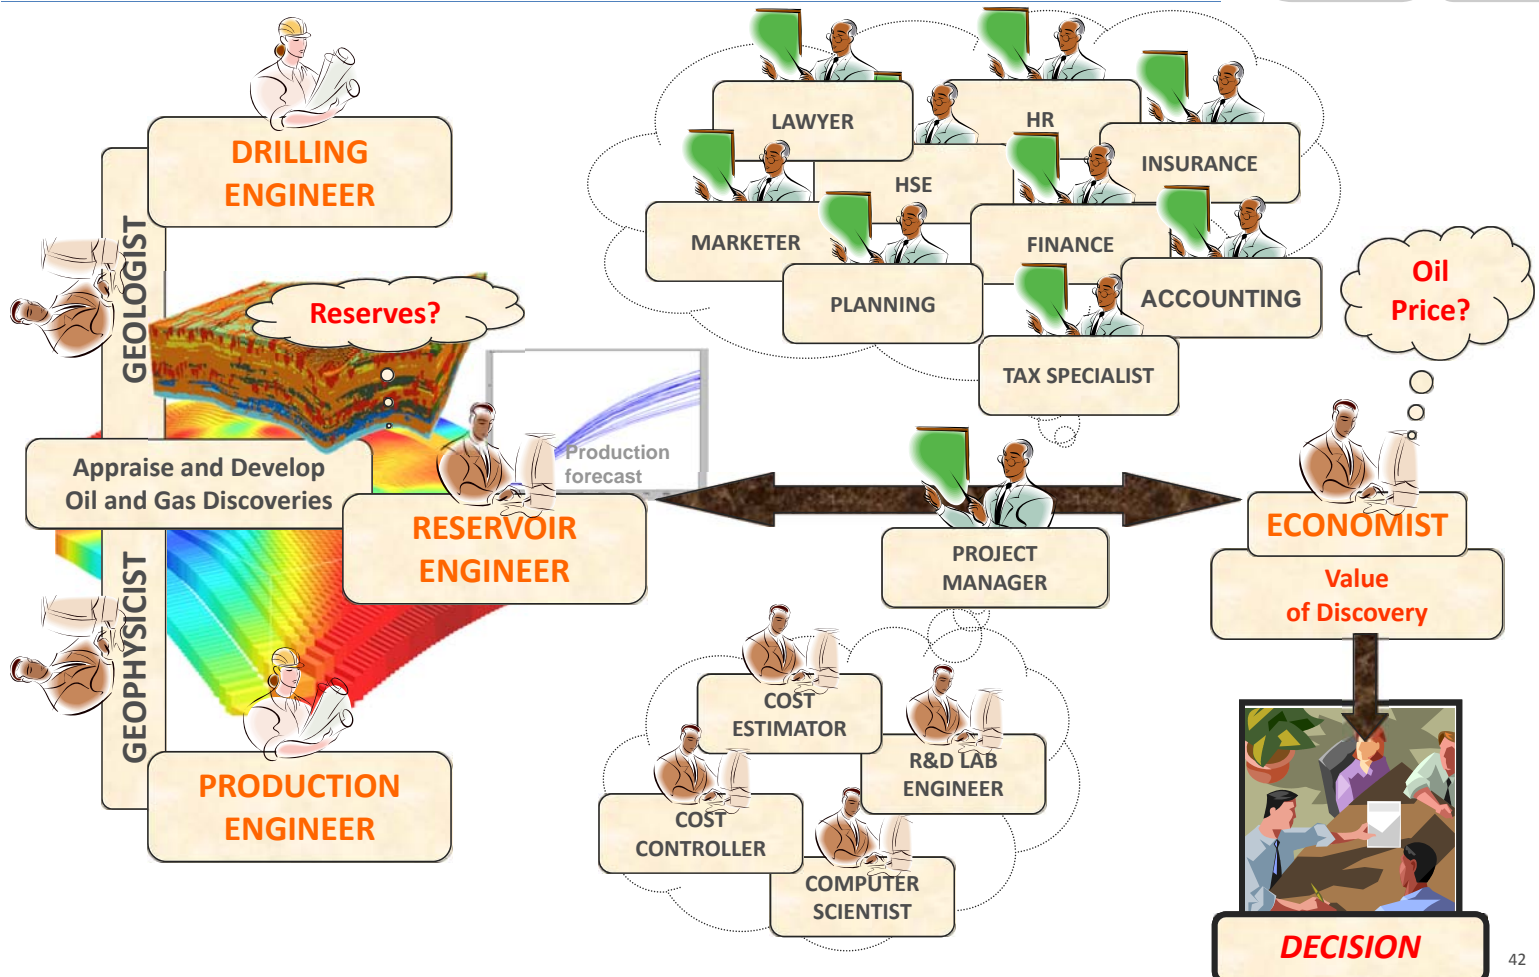 DRILLING
ENGINEER
GEOLOGIST
Reserves?
Production
forecast
Appraise and Develop
Oil and Gas Discoveries
RESERVOIR
ENGINEER
GEOPHYSICIST
PRODUCTION
ENGINEER
LAWYER
HR
INSURANCE
HSE
MARKETER
FINANCE
PLANNING
ACCOUNTING
TAX SPECIALIST
PROJECT
MANAGER
COST
ESTIMATOR
R&D LAB
ENGINEER
COST
CONTROLLER
COMPUTER
SCIENTIST
Oil
Price?
ECONOMIST
Value
of Discovery
DECISION
42